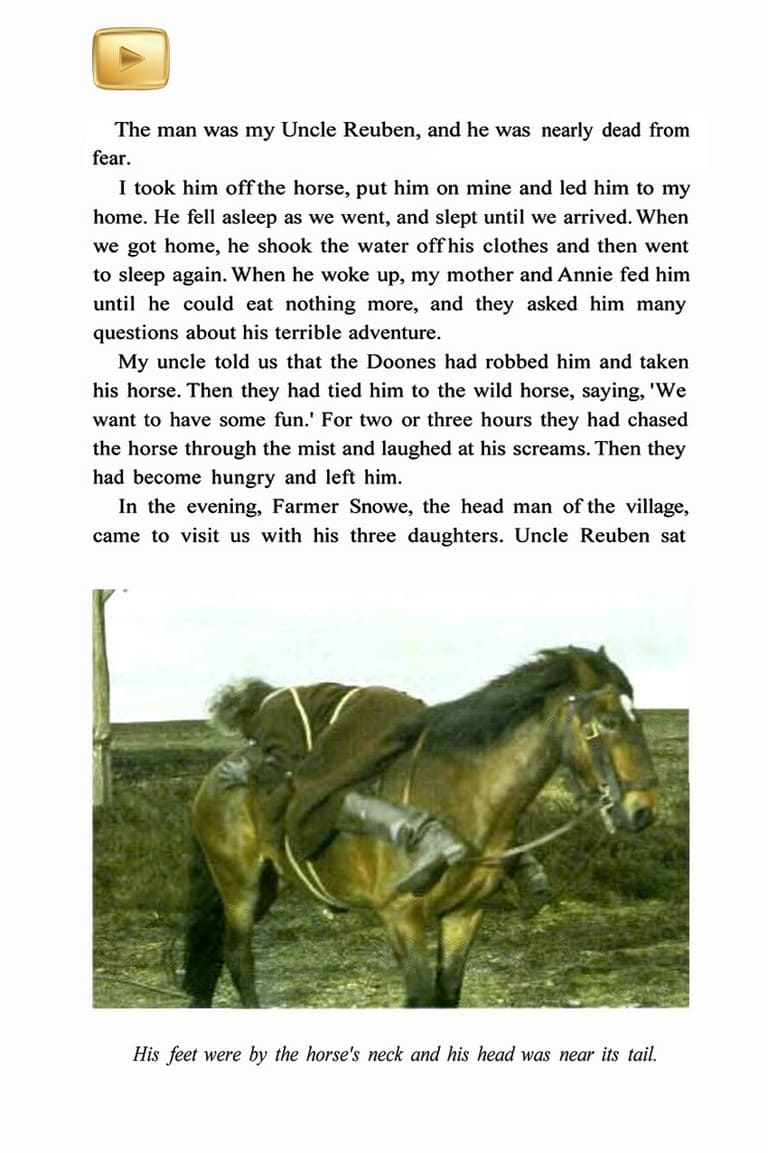 The man was my Uncle Reuben, and he was nearly dead from
fear.
I took him off the horse, put him on mine and led him to my
home. He fell asleep as we went, and slept until we arrived. When
we got home, he shook the water off his clothes and then went
to sleep again. When he woke up, my mother and Annie fed him
until he could eat nothing more, and they asked him many
questions about his terrible adventure.
My uncle told us that the Doones had robbed him and taken
his horse. Then they had tied him to the wild horse, saying, 'We
want to have some fun.' For two or three hours they had chased
the horse through the mist and laughed at his screams. Then they
had become hungry and left him.
In the evening, Farmer Snowe, the head man of the village,
came to visit us with his three daughters. Uncle Reuben sat
His feet were by the horse's neck and his head was near its tail.